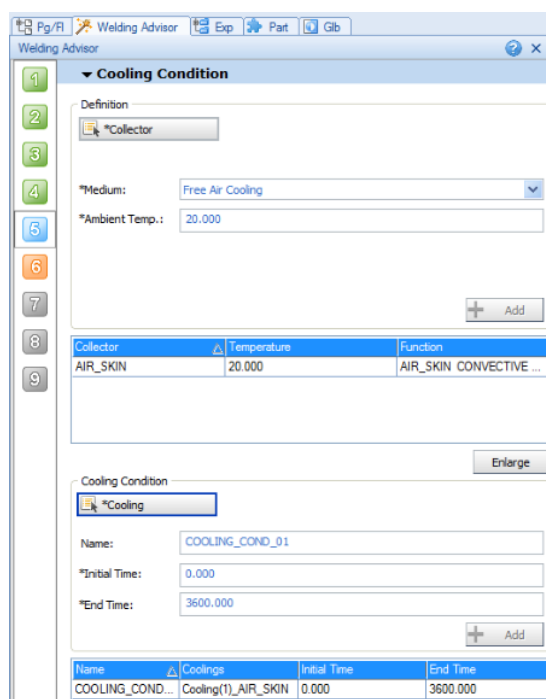 Pg/Fl Welding Advisor Exp Part Glb
Welding Advisor
Cooling Condition
1
2
3
4
5
6
7
8
9
Definition
*Collector
*Medium: Free Air Cooling
*Ambient Temp.: 20.000
Add
Collector Temperature Function
AIR_SKIN 20.000 AIR_SKIN CONVECTIVE ...
Enlarge
Cooling Condition
*Cooling
Name: COOLING_COND_01
*Initial Time: 0.000
*End Time: 3600.000
Add
Name Coolings Initial Time End Time
COOLING_COND... Cooling(1)_AIR_SKIN 0.000 3600.000